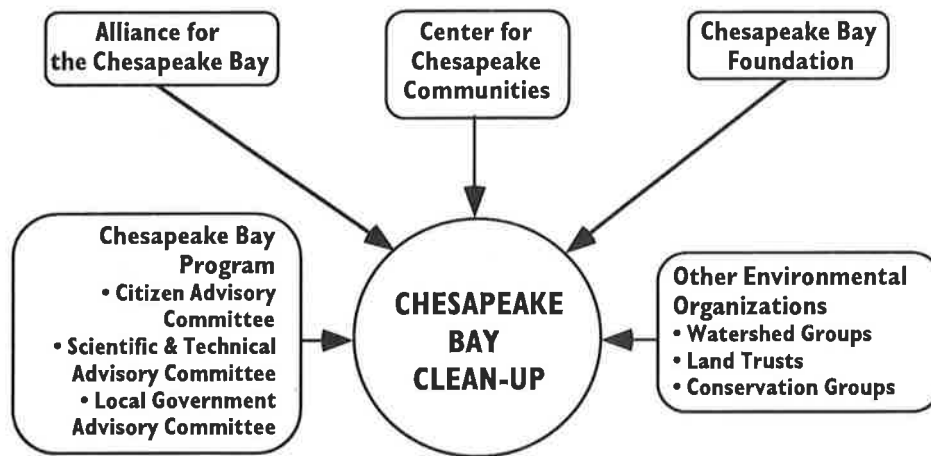 Alliance for
the Chesapeake Bay
Center for
Chesapeake
Communities
Chesapeake Bay
Foundation
Chesapeake Bay
Program
• Citizen Advisory
Committee
• Scientific & Technical
Advisory Committee
• Local Government
Advisory Committee
CHESAPEAKE
BAY
CLEAN-UP
Other Environmental
Organizations
• Watershed Groups
• Land Trusts
• Conservation Groups